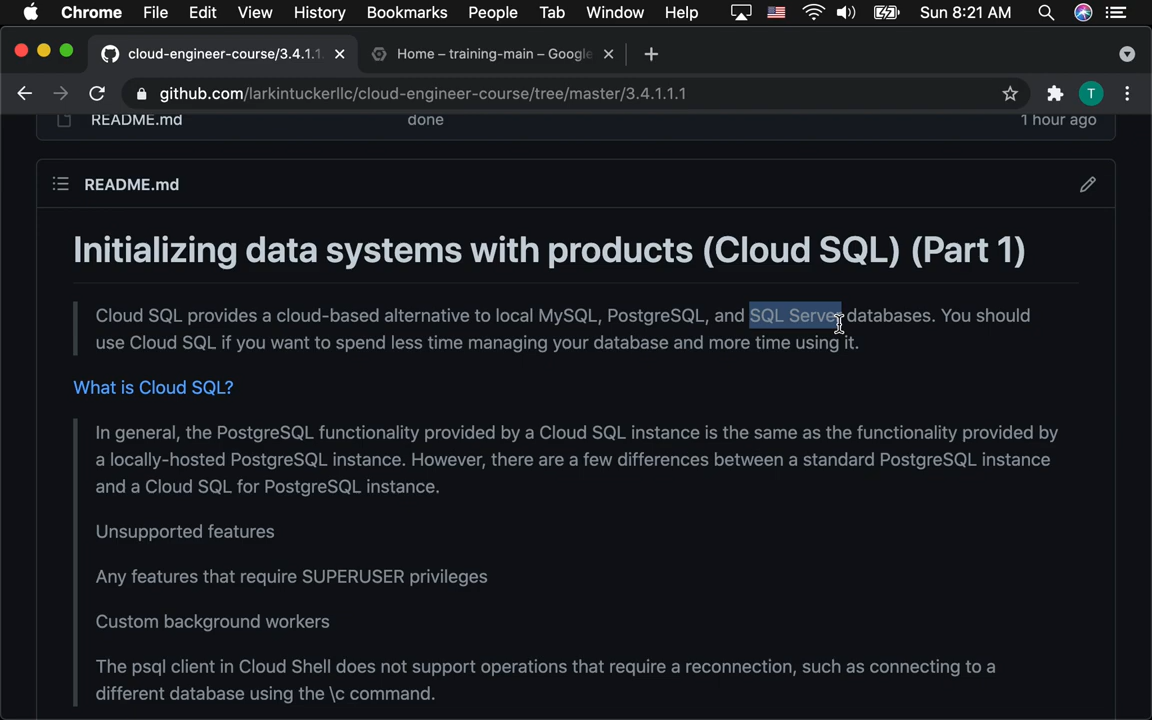 Chrome File Edit View History Bookmarks People Tab Window Help Sun 8:21 AM
cloud-engineer-course/3.4.1.1. Home – training-main – Google
github.com/larkintuckerllc/cloud-engineer-course/tree/master/3.4.1.1.1 T
README.md done 1 hour ago
README.md
Initializing data systems with products (Cloud SQL) (Part 1)
Cloud SQL provides a cloud-based alternative to local MySQL, PostgreSQL, and SQL Server databases. You should
use Cloud SQL if you want to spend less time managing your database and more time using it.
What is Cloud SQL?
In general, the PostgreSQL functionality provided by a Cloud SQL instance is the same as the functionality provided by
a locally-hosted PostgreSQL instance. However, there are a few differences between a standard PostgreSQL instance
and a Cloud SQL for PostgreSQL instance.
Unsupported features
Any features that require SUPERUSER privileges
Custom background workers
The psql client in Cloud Shell does not support operations that require a reconnection, such as connecting to a
different database using the \c command.